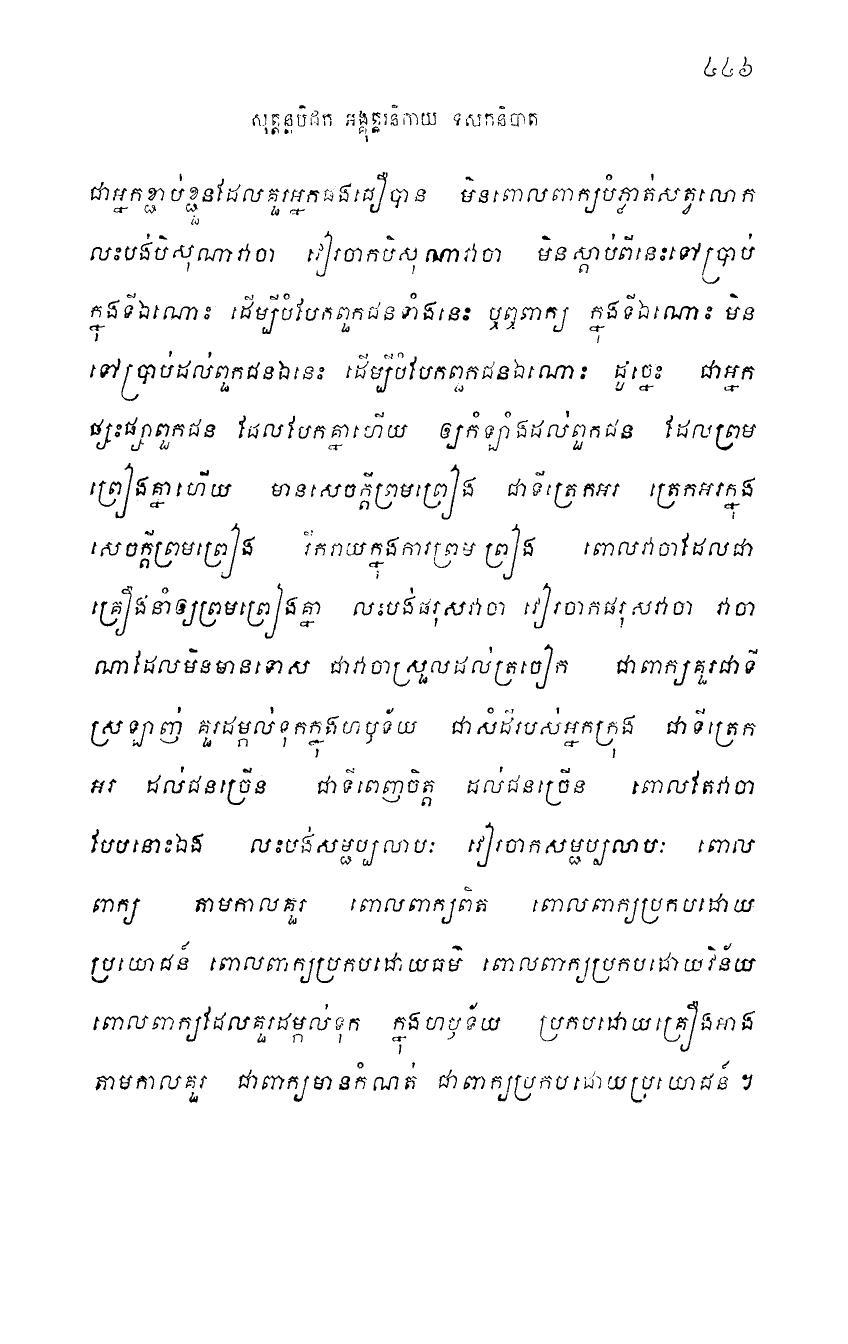 ៤៤៦
សុត្តន្តបិដក អង្គុត្តរនិកាយ ទសកនិបាត
ជាអ្នកខ្ជាប់ខ្ជួនដែលគួរអ្នកផងជឿបាន មិនពោលពាក្យបំភ្លាត់សត្វលោក
លះបង់បិសុណាវាចា វៀរចាកបិសុណាវាចា មិនស្តាប់ពីនេះទៅប្រាប់
ក្នុងទីឯណោះ ដើម្បីបំបែកពួកជនទាំងនេះ ឬឮពាក្យ ក្នុងទីឯណោះ មិន
ទៅប្រាប់ដល់ពួកជនឯនេះ ដើម្បីបំបែកពួកជនឯណោះ ដូច្នេះ ជាអ្នក
ផ្សះផ្សាពួកជន ដែលបែកគ្នាហើយ ឲ្យកំឡាំងដល់ពួកជន ដែលព្រម
ព្រៀងគ្នាហើយ មានសេចក្តីព្រមព្រៀង ជាទីត្រេកអរ ត្រេកអរក្នុង
សេចក្តីព្រមព្រៀង រីករាយក្នុងការព្រម ព្រៀង ពោលវាចាដែលជា
គ្រឿងនាំឲ្យព្រមព្រៀងគ្នា លះបង់ផរុសវាចា វៀរចាកផរុសវាចា វាចា
ណាដែលមិនមានទោស ជាវាចាស្រួលដល់ត្រចៀក ជាពាក្យគួរជាទី
ស្រឡាញ់ គួរដម្កល់ទុកក្នុងហឫទ័យ ជាសំដីរបស់អ្នកក្រុង ជាទីត្រេក
អរ ដល់ជនច្រើន ជាទីពេញចិត្ត ដល់ជនច្រើន ពោលតែវាចា
បែបនោះឯង លះបង់សម្ផប្បលាបៈ វៀរចាកសម្ផប្បលាបៈ ពោល
ពាក្យ តាមកាលគួរ ពោលពាក្យពិត ពោលពាក្យប្រកបដោយ
ប្រយោជន៍ ពោលពាក្យប្រកបដោយធម៌ ពោលពាក្យប្រកបដោយវិន័យ
ពោលពាក្យដែលគួរដម្កល់ទុក ក្នុងហឫទ័យ ប្រកបដោយគ្រឿងអាង
តាមកាលគួរ ជាពាក្យមានកំណត់ ជាពាក្យប្រកបដោយប្រយោជន៍ ។